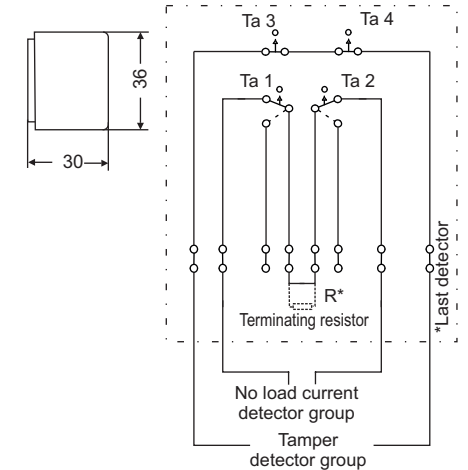 Ta 3
Ta 4
36
Ta 1
Ta 2
30
*Last detector
R*
Terminating resistor
No load current
detector group
Tamper
detector group